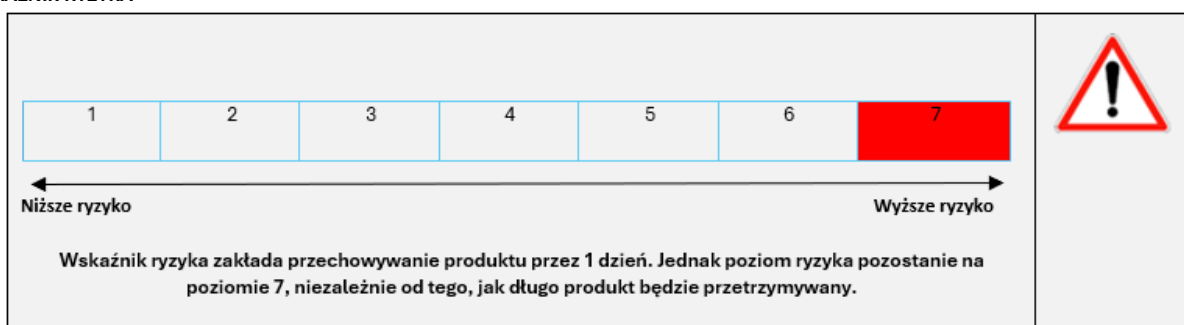 1 2 3 4 5 6 7
Niższe ryzyko Wyższe ryzyko
Wskaźnik ryzyka zakłada przechowywanie produktu przez 1 dzień. Jednak poziom ryzyka pozostanie na
poziomie 7, niezależnie od tego, jak długo produkt będzie przetrzymywany.